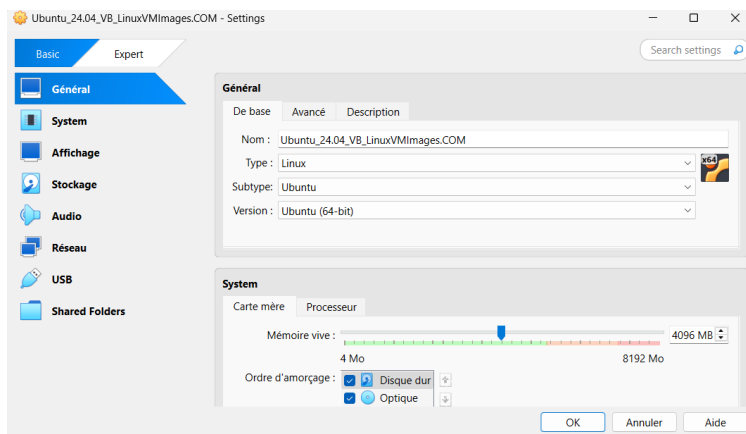 Ubuntu_24.04_VB_LinuxVMImages.COM - Settings
Basic Expert Search settings
Général
System
Affichage
Stockage
Audio
Réseau
USB
Shared Folders
Général
De base Avancé Description
Nom : Ubuntu_24.04_VB_LinuxVMImages.COM
Type : Linux
x64
Subtype: Ubuntu
Version : Ubuntu (64-bit)
System
Carte mère Processeur
Mémoire vive : 4096 MB
4 Mo 8192 Mo
Ordre d'amorçage : Disque dur
Optique
OK Annuler Aide